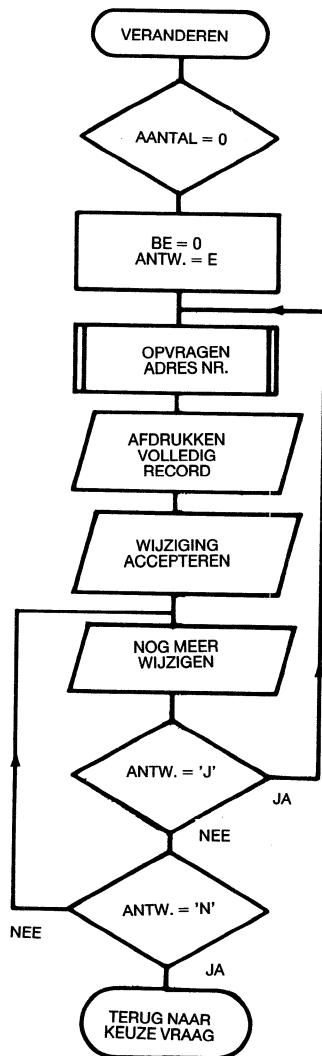 VERANDEREN
AANTAL = 0
BE = 0
ANTW. = E
OPVRAGEN
ADRES NR.
AFDRUKKEN
VOLLEDIG
RECORD
WIJZIGING
ACCEPTEREN
NOG MEER
WIJZIGEN
ANTW. = 'J'
JA
NEE
ANTW. = 'N'
NEE
JA
TERUG NAAR
KEUZE VRAAG